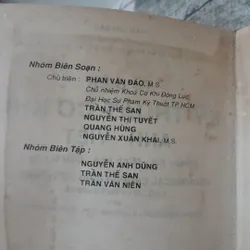 Nhóm Biên Soạn :
Chủ biên : PHAN VĂN ĐÁO, M.S.
Chủ nhiệm Khoa Cơ Khí Động Lực
Đại Học Sư Phạm Kỹ Thuật TP. HCM
TRẦN THẾ SAN
NGUYỄN THỊ TUYẾT
QUANG HÙNG
NGUYỄN XUÂN KHAI, M.S.
Nhóm Biên Tập :
NGUYỄN ANH DŨNG
TRẦN THẾ SAN
TRẦN VĂN NIÊN